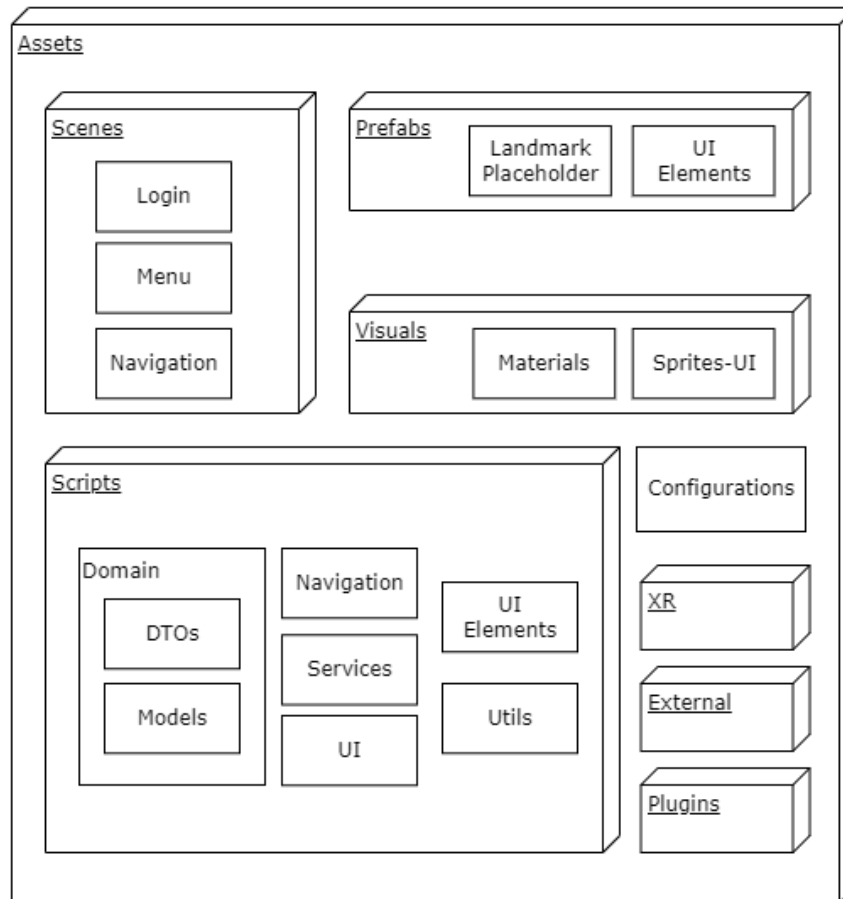 Assets
Scenes
Login
Menu
Navigation
Prefabs
Landmark
Placeholder
UI
Elements
Visuals
Materials
Sprites-UI
Scripts
Domain
DTOs
Models
Navigation
Services
UI
UI
Elements
Utils
Configurations
XR
External
Plugins